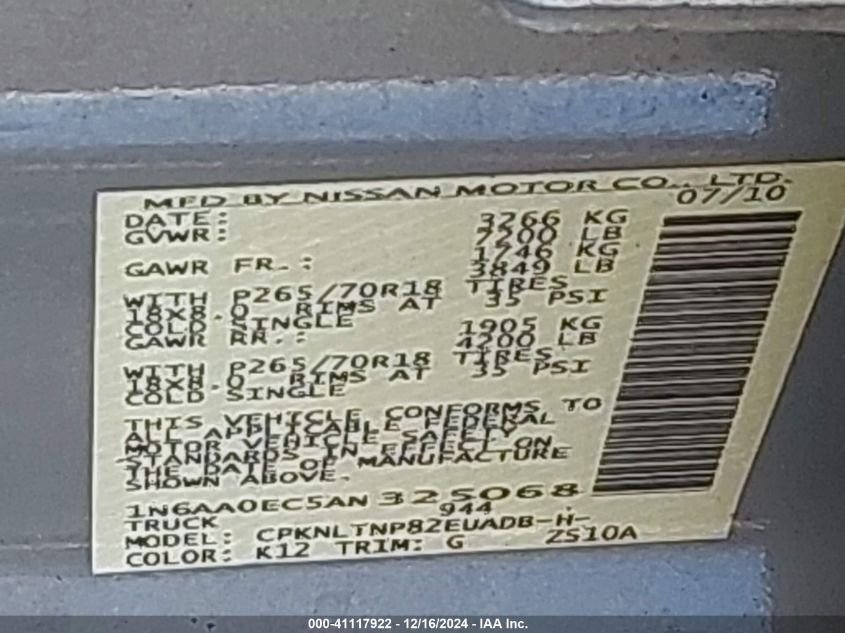 MFD BY NISSAN MOTOR CO., LTD.
DATE: 07/10
GVWR: 3266 KG
7200 LB
GAWR FR.: 1746 KG
3849 LB
WITH P265/70R18 TIRES,
18X8.0 RIMS AT 35 PSI
COLD SINGLE
GAWR RR.: 1905 KG
4200 LB
WITH P265/70R18 TIRES,
18X8.0 RIMS AT 35 PSI
COLD SINGLE
THIS VEHICLE CONFORMS TO
ALL APPLICABLE FEDERAL
MOTOR VEHICLE SAFETY
STANDARDS IN EFFECT ON
THE DATE OF MANUFACTURE
SHOWN ABOVE.
1N6AA0EC5AN325068
TRUCK 944
MODEL: CPKNLTNP82EUADB-H-
COLOR: K12 TRIM: G ZS10A
000-41117922 - 12/16/2024 - IAA Inc.